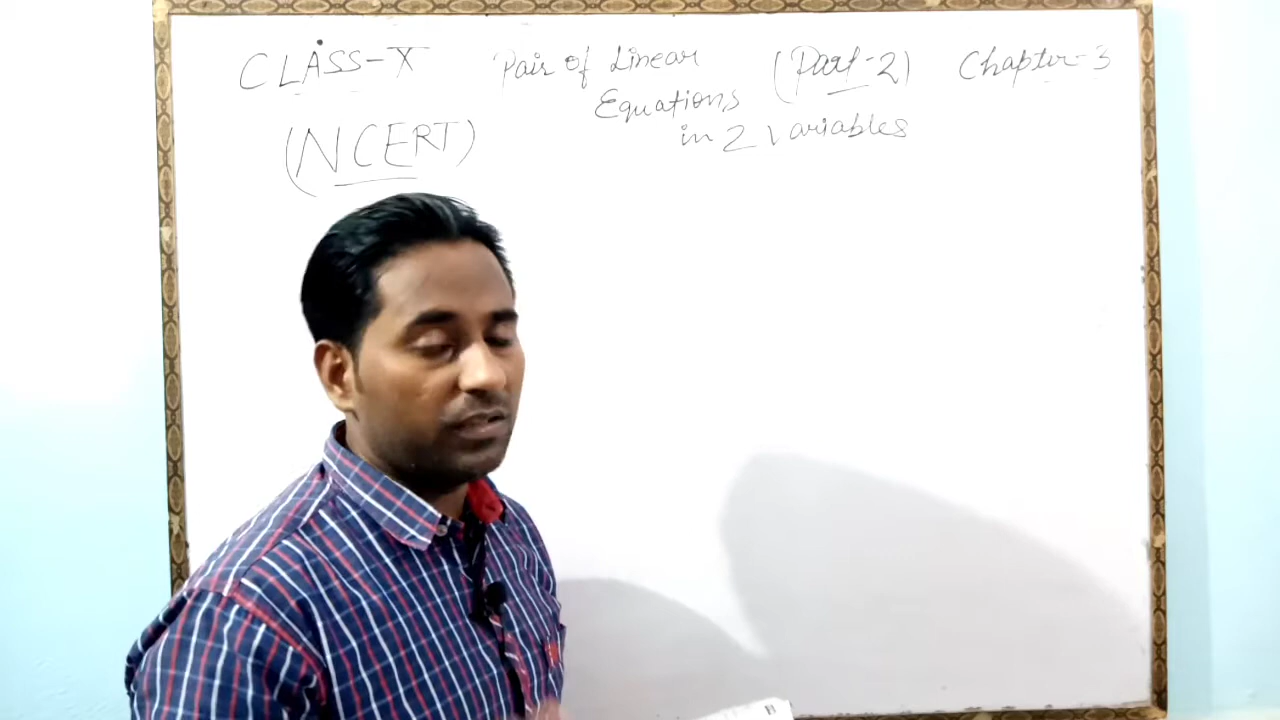 CLASS-X Pair of Linear (Part-2) Chapter-3
Equations
in 2 Variables
(NCERT)